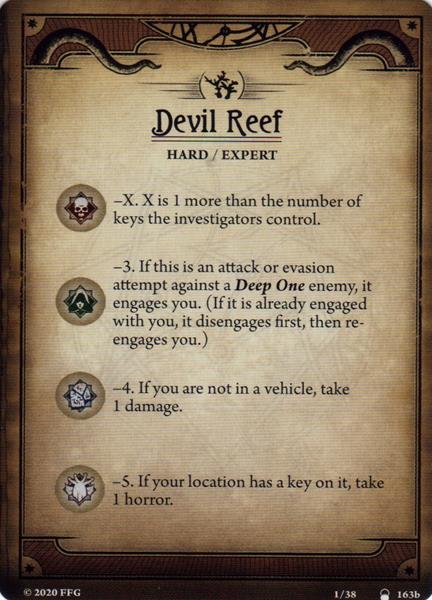 Devil Reef
HARD / EXPERT
–X. X is 1 more than the number of
keys the investigators control.
–3. If this is an attack or evasion
attempt against a Deep One enemy, it
engages you. (If it is already engaged
with you, it disengages first, then re-
engages you.)
–4. If you are not in a vehicle, take
1 damage.
–5. If your location has a key on it, take
1 horror.
© 2020 FFG
1/38
163b